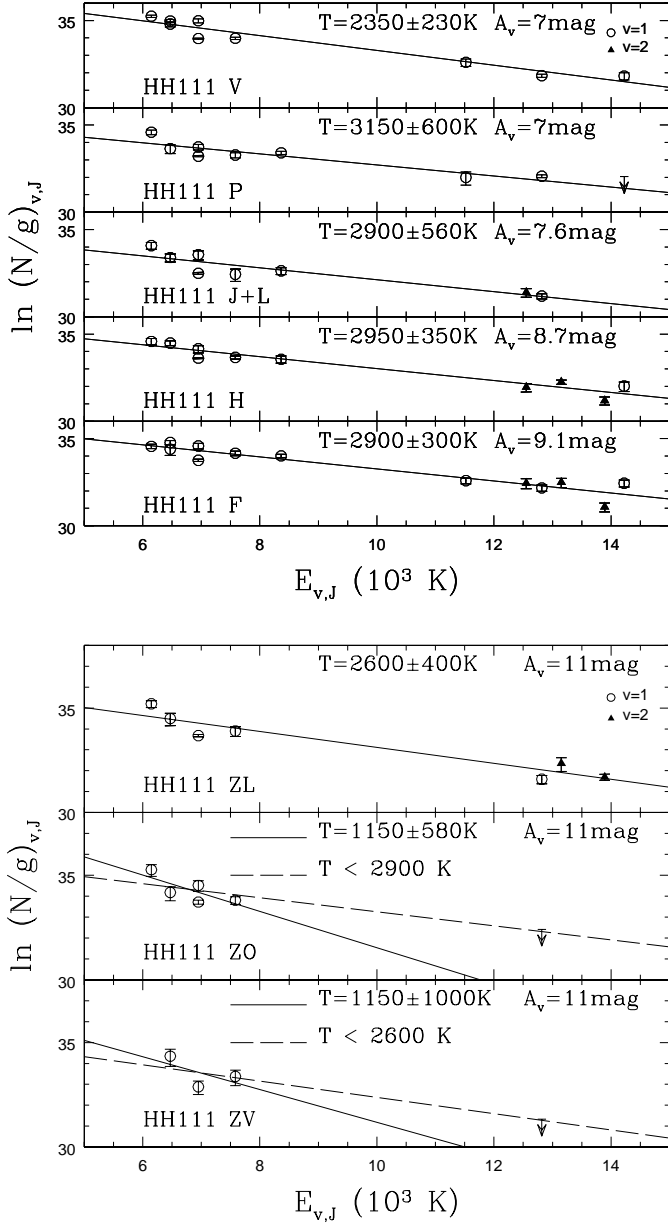 35
T=2350±230K A_v=7mag
v=1
v=2
HH111 V
30
35
T=3150±600K A_v=7mag
HH111 P
30
35
T=2900±560K A_v=7.6mag
HH111 J+L
30
35
T=2950±350K A_v=8.7mag
HH111 H
35
T=2900±300K A_v=9.1mag
HH111 F
30
6 8 10 12 14
ln (N/g)_v,J
E_v,J (10³ K)
T=2600±400K A_v=11mag
v=1
v=2
35
HH111 ZL
30
T=1150±580K A_v=11mag
T < 2900 K
35
HH111 ZO
30
T=1150±1000K A_v=11mag
T < 2600 K
35
HH111 ZV
30
6 8 10 12 14
ln (N/g)_v,J
E_v,J (10³ K)